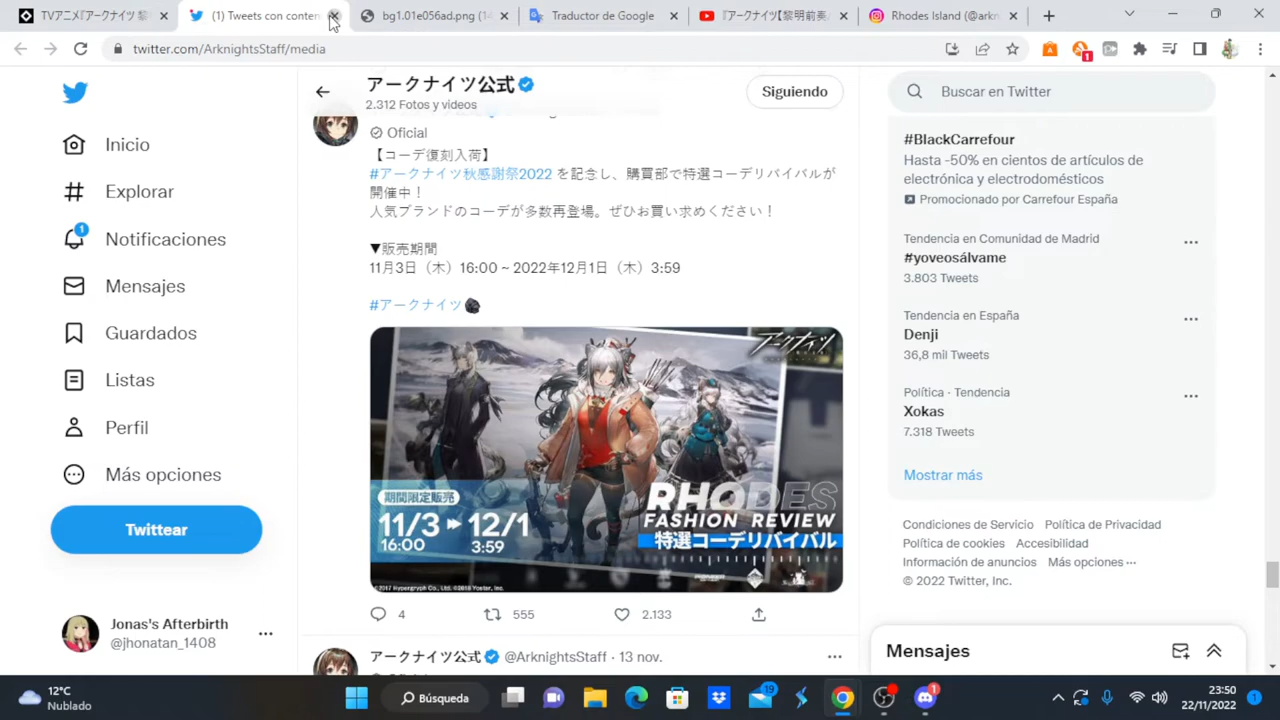 TVアニメ『アークナイツ 黎
(1) Tweets con conten
bg1.01e056ad.png (14
Traductor de Google
『アークナイツ【黎明前奏
Rhodes Island (@arkn
twitter.com/ArknightsStaff/media
1
アークナイツ公式
2.312 Fotos y videos
Siguiendo
Buscar en Twitter
Inicio
Explorar
1
Notificaciones
Mensajes
Guardados
Listas
Perfil
Más opciones
Twittear
Jonas's Afterbirth
@jhonatan_1408
Oficial
【コーデ復刻入荷】
#アークナイツ秋感謝祭2022 を記念し、購買部で特選コーデリバイバルが
開催中！
人気ブランドのコーデが多数再登場。ぜひお買い求めください！
▼販売期間
11月3日（木）16:00 ~ 2022年12月1日（木）3:59
#アークナイツ
アークナイツ
期間限定販売
11/3 12/1
16:00 3:59
RHODES
FASHION REVIEW
特選コーデリバイバル
©2017 Hypergryph Co., Ltd. ©2018 Yostar, Inc.
4
555
2.133
アークナイツ公式 @ArknightsStaff · 13 nov.
#BlackCarrefour
Hasta -50% en cientos de artículos de
electrónica y electrodomésticos
Promocionado por Carrefour España
Tendencia en Comunidad de Madrid
#yoveosálvame
3.803 Tweets
Tendencia en España
Denji
36,8 mil Tweets
Política · Tendencia
Xokas
7.318 Tweets
Mostrar más
Condiciones de Servicio Política de Privacidad
Política de cookies Accesibilidad
Información de anuncios Más opciones
© 2022 Twitter, Inc.
Mensajes
12°C
Nublado
Búsqueda
19
1
23:50
22/11/2022
1